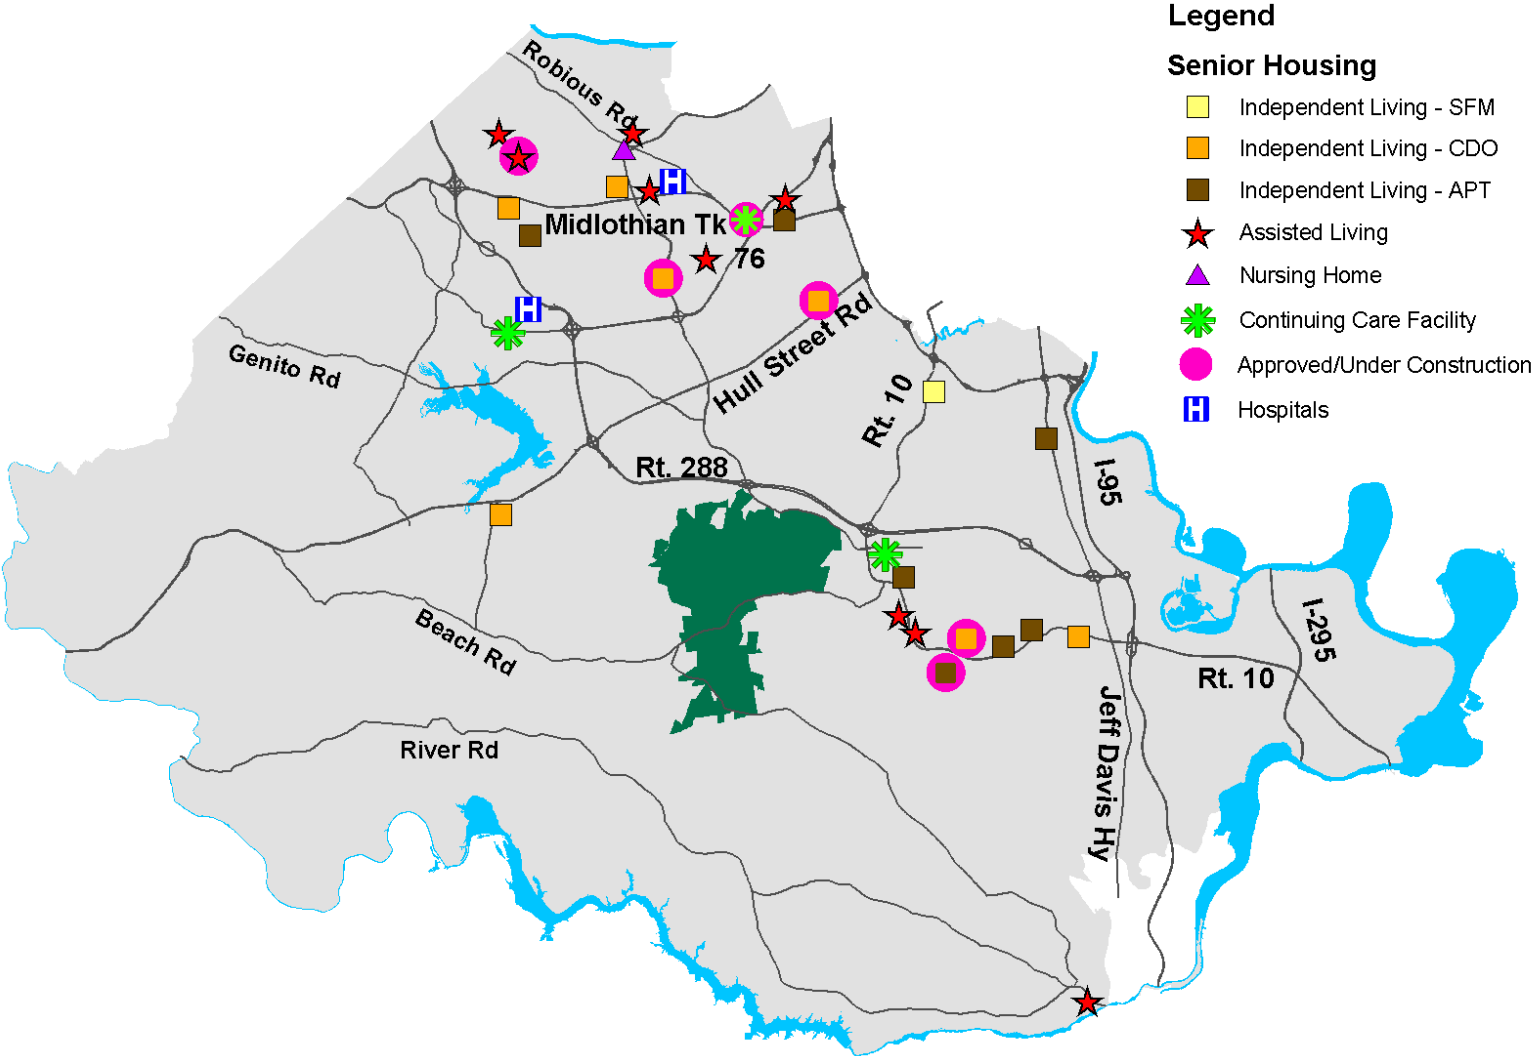 Legend
Senior Housing
Independent Living - SFM
Independent Living - CDO
Independent Living - APT
Assisted Living
Nursing Home
Continuing Care Facility
Approved/Under Construction
H Hospitals
Robious Rd
H
Midlothian Tk
76
H
Hull Street Rd
Genito Rd
Rt. 10
Rt. 288
I-95
Beach Rd
I-295
Rt. 10
River Rd
Jeff Davis Hy